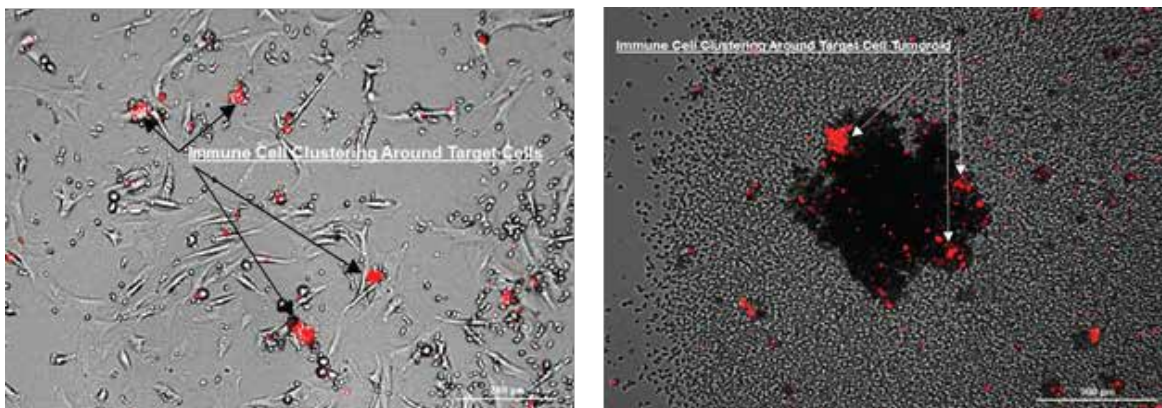 Immune Cell Clustering Around Target Cells
Immune Cell Clustering Around Target Cell Tumoroid